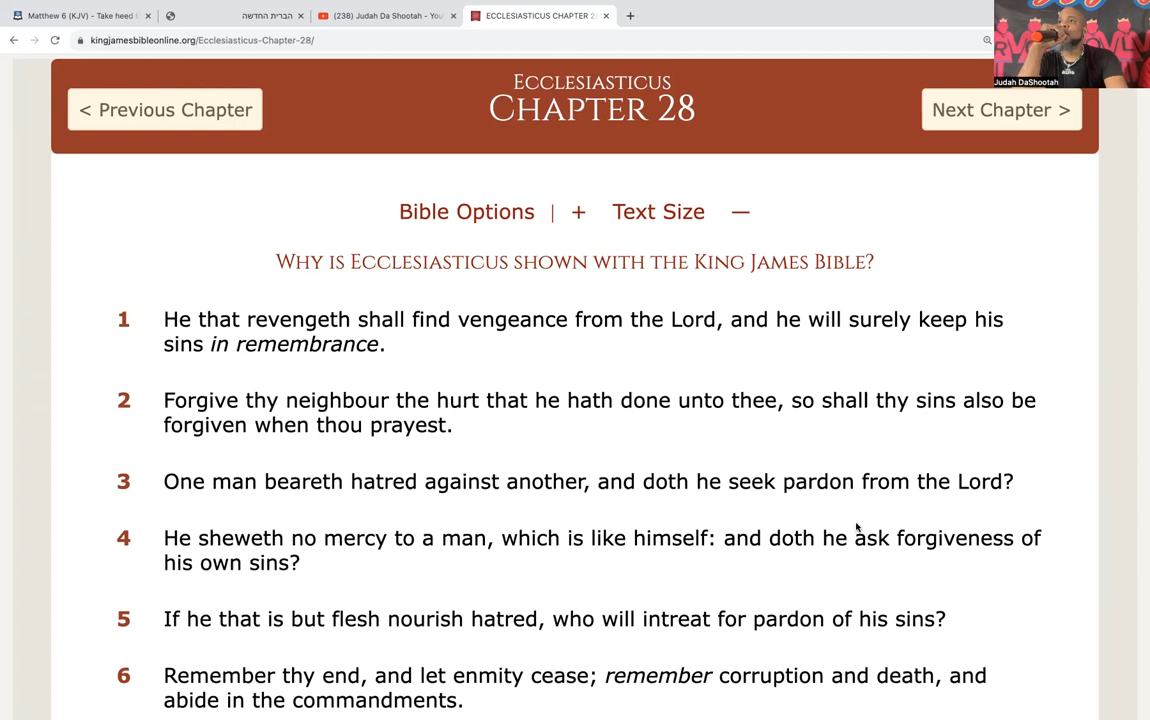 Matthew 6 (KJV) - Take heed t
הברית החדשה
(238) Judah Da Shootah - You
ECCLESIASTICUS CHAPTER 28
kingjamesbibleonline.org/Ecclesiasticus-Chapter-28/
Judah DaShootah
Ecclesiasticus
< Previous Chapter
Chapter 28
Next Chapter >
Bible Options | + Text Size —
Why is Ecclesiasticus shown with the King James Bible?
1 He that revengeth shall find vengeance from the Lord, and he will surely keep his
sins in remembrance.
2 Forgive thy neighbour the hurt that he hath done unto thee, so shall thy sins also be
forgiven when thou prayest.
3 One man beareth hatred against another, and doth he seek pardon from the Lord?
4 He sheweth no mercy to a man, which is like himself: and doth he ask forgiveness of
his own sins?
5 If he that is but flesh nourish hatred, who will intreat for pardon of his sins?
6 Remember thy end, and let enmity cease; remember corruption and death, and
abide in the commandments.